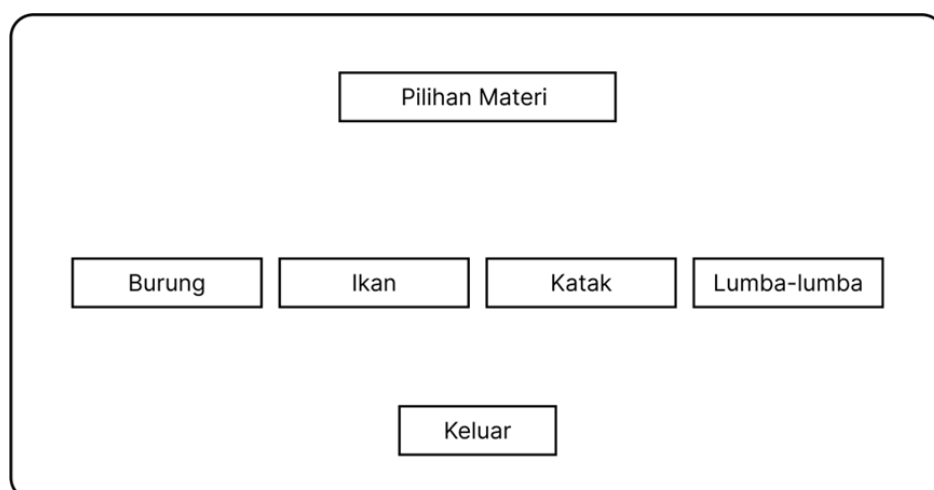 Pilihan Materi
Burung
Ikan
Katak
Lumba-lumba
Keluar